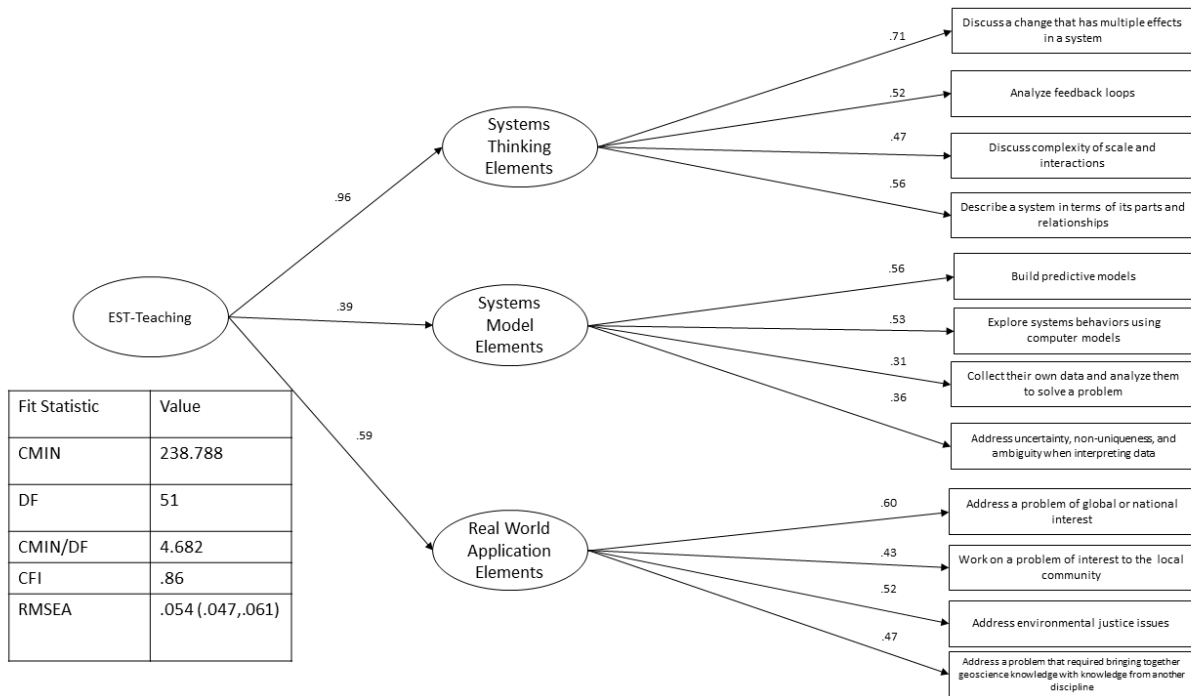 Discuss a change that has multiple effects
in a system
.71
Analyze feedback loops
.52
Systems
Thinking
Elements
.47
Discuss complexity of scale and
interactions
.56
Describe a system in terms of its parts and
relationships
.96
EST-Teaching
.39
Systems
Model
Elements
.56
Build predictive models
.53
Explore systems behaviors using
computer models
.31
Collect their own data and analyze them
to solve a problem
.36
Address uncertainty, non-uniqueness, and
ambiguity when interpreting data
.59
Real World
Application
Elements
.60
Address a problem of global or national
interest
.43
Work on a problem of interest to the local
community
.52
Address environmental justice issues
.47
Address a problem that required bringing together
geoscience knowledge with knowledge from another
discipline
Fit Statistic Value
CMIN 238.788
DF 51
CMIN/DF 4.682
CFI .86
RMSEA .054 (.047,.061)